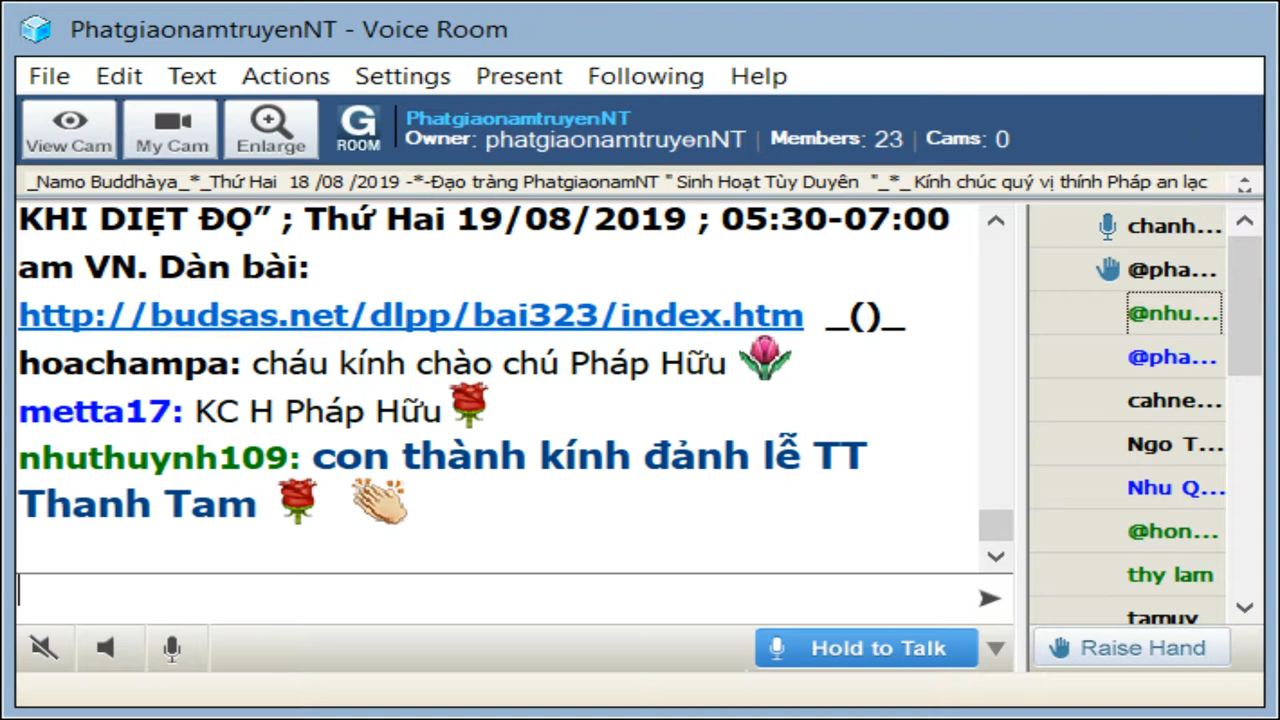 PhatgiaonamtruyenNT - Voice Room
File Edit Text Actions Settings Present Following Help
View Cam My Cam Enlarge G ROOM
PhatgiaonamtruyenNT
Owner: phatgiaonamtruyenNT | Members: 23 | Cams: 0
_Namo Buddhàya_*_Thứ Hai 18 /08 /2019 -*-Đạo tràng PhatgiaonamNT " Sinh Hoạt Tùy Duyên "_*_ Kính chúc quý vị thính Pháp an lạc
KHI DIỆT ĐỘ” ; Thứ Hai 19/08/2019 ; 05:30-07:00
am VN. Dàn bài:
http://budsas.net/dlpp/bai323/index.htm _()_
hoachampa: cháu kính chào chú Pháp Hữu
metta17: KC H Pháp Hữu
nhuthuynh109: con thành kính đảnh lễ TT
Thanh Tam
chanh...
@pha...
@nhu...
@pha...
cahne...
Ngo T...
Nhu Q...
@hon...
thy lam
tamuy
Hold to Talk
Raise Hand